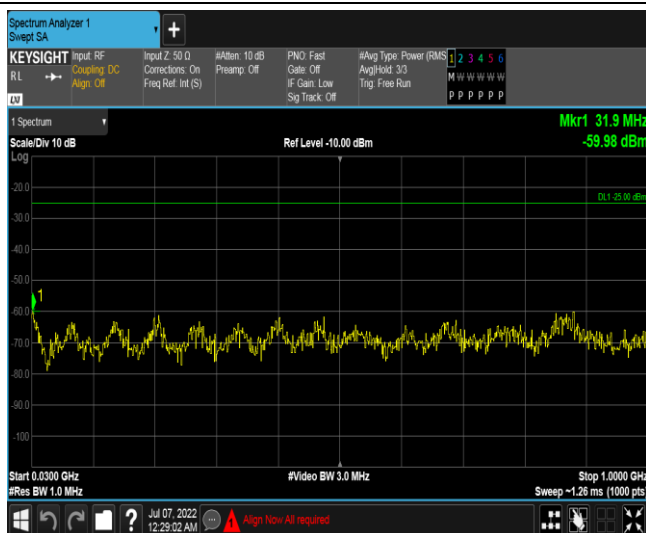 Spectrum Analyzer 1
Swept SA
+
KEYSIGHT
RL
LXI
Input: RF
Coupling: DC
Align: Off
Input Z: 50 Ω
Corrections: On
Freq Ref: Int (S)
#Atten: 10 dB
Preamp: Off
PNO: Fast
Gate: Off
IF Gain: Low
Sig Track: Off
#Avg Type: Power (RMS
Avg|Hold: 3/3
Trig: Free Run
1 2 3 4 5 6
M W W W W W
P P P P P P
1 Spectrum
Mkr1 31.9 MHz
Scale/Div 10 dB
Ref Level -10.00 dBm
-59.98 dBm
Log
-20.0
DL1 -25.00 dBm
-30.0
-40.0
-50.0
1
-60.0
-70.0
-80.0
-90.0
-100
Start 0.0300 GHz
#Video BW 3.0 MHz
Stop 1.0000 GHz
#Res BW 1.0 MHz
Sweep ~1.26 ms (1000 pts)
?
Jul 07, 2022
12:29:02 AM
Align Now All required